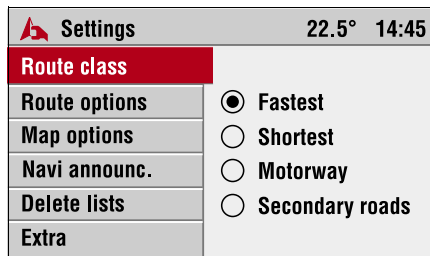 Settings 22.5° 14:45
Route class
Route options Fastest
Map options Shortest
Navi announc. Motorway
Delete lists Secondary roads
Extra